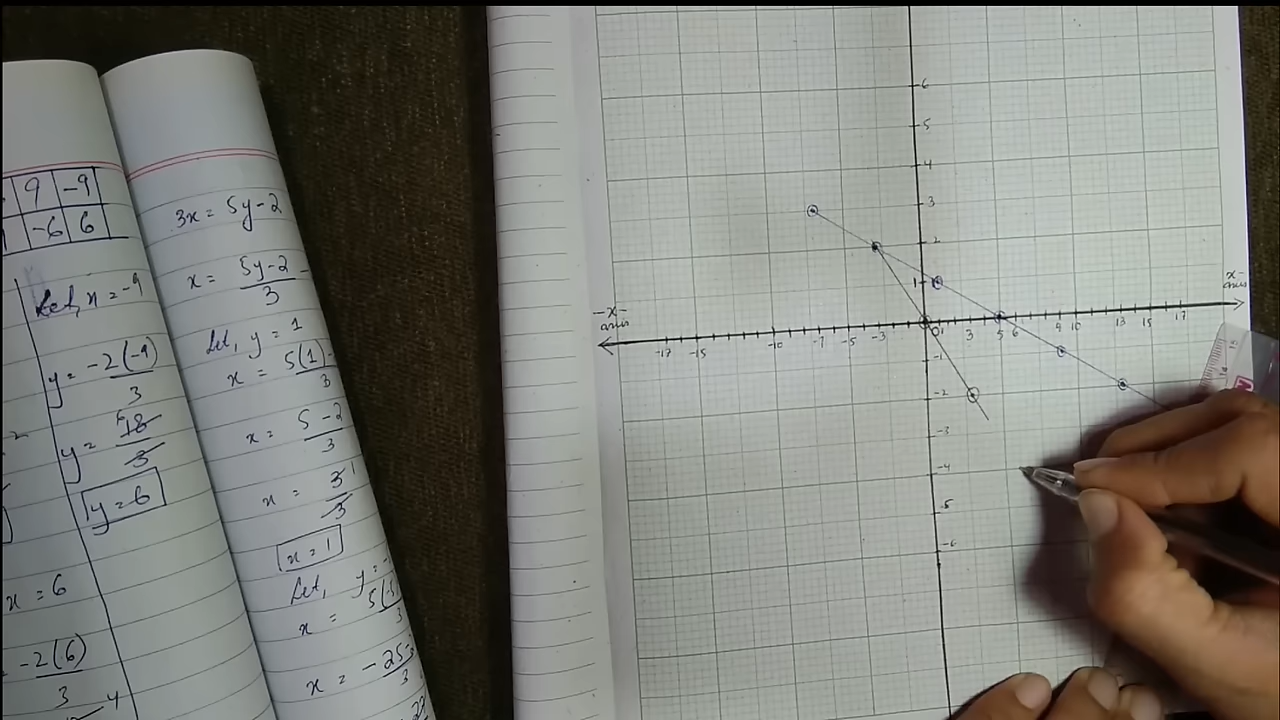 9 -9
-6 6
Let, x = -9
y = -2(-9)
3
y = 18
3
y = 6
x = 6
-2(6)
3
4
3x = 5y-2
x = 5y-2
3
Let, y = 1
x = 5(1)
3
x = 5-2
3
x = 3 1
3
x = 1
Let, y =
x =
3
x = -25
3
6
5
4
3
2
1
-x-
axis
x-
axis
-17 -15 -10 -7 -5 -3 0 1 3 5 6 9 10 13 15 17
-1
-2
-3
-4
-5
-6